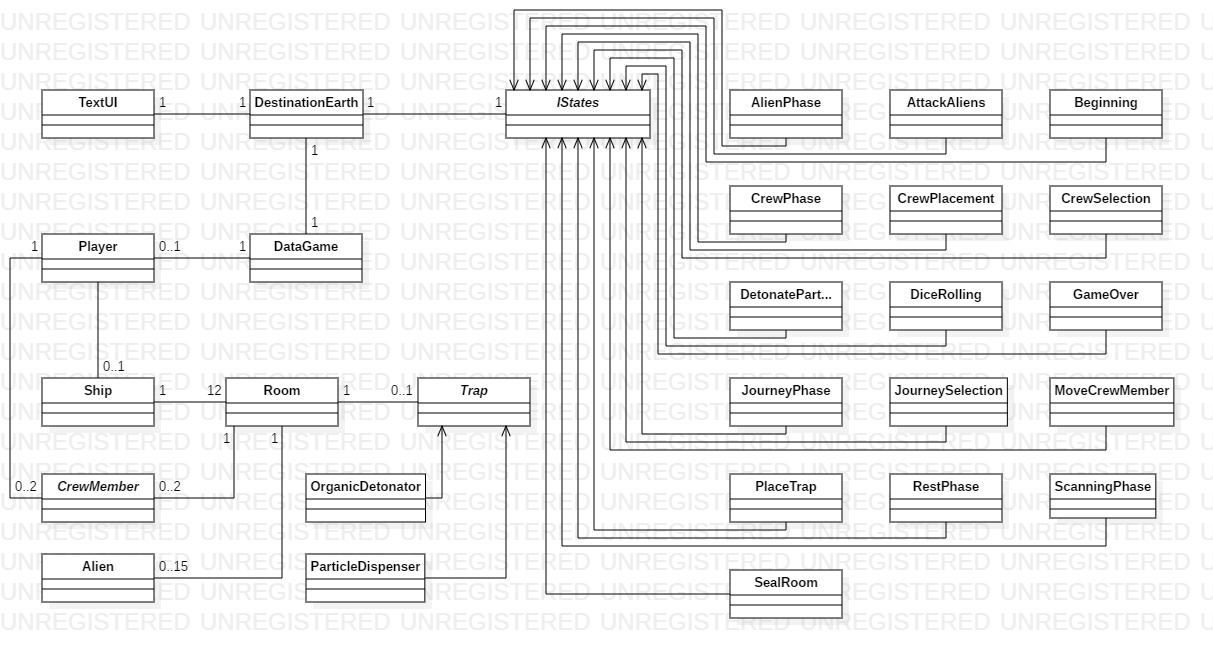 UNREGISTERED UNREGISTERED UNREGISTERED UNREGISTERED UNREGISTERED UNREGISTERED
TextUI 1 1 DestinationEarth 1 1 IStates AlienPhase AttackAliens Beginning
1
CrewPhase CrewPlacement CrewSelection
1
1 Player 0..1 1 DataGame
DetonatePart... DiceRolling GameOver
0..1
Ship 1 12 Room 1 0..1 Trap JourneyPhase JourneySelection MoveCrewMember
1 1
0..2 CrewMember 0..2 OrganicDetonator PlaceTrap RestPhase ScanningPhase
Alien 0..15 ParticleDispenser
SealRoom